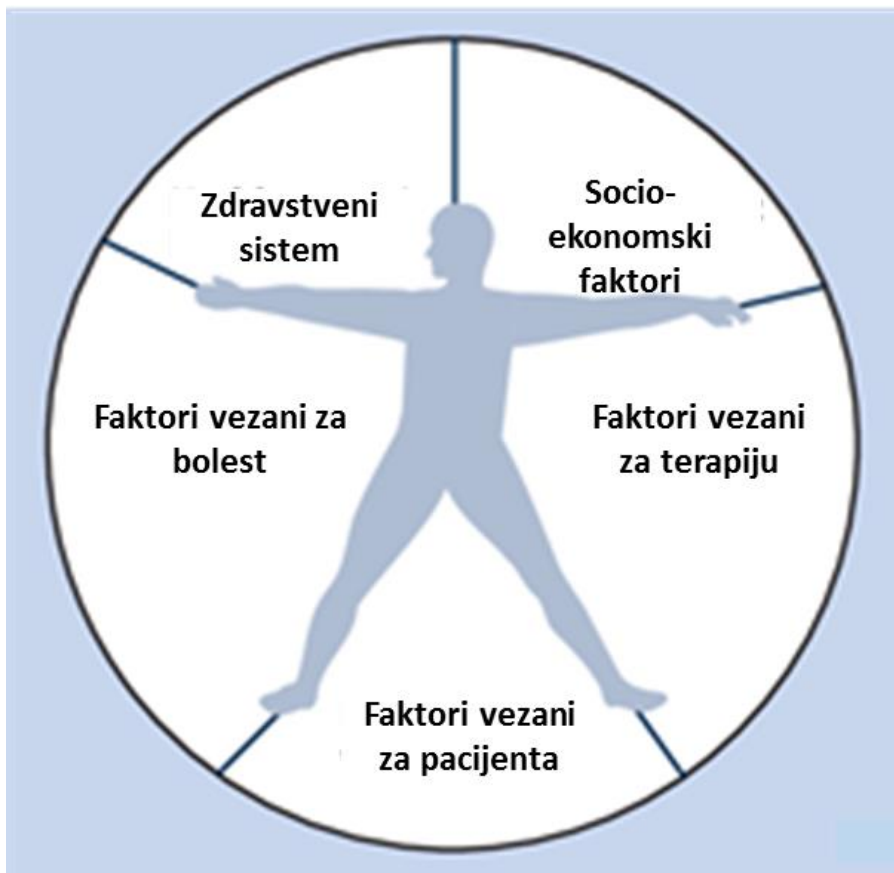 Zdravstveni
sistem
Socio-
ekonomski
faktori
Faktori vezani za
bolest
Faktori vezani
za terapiju
Faktori vezani
za pacijenta